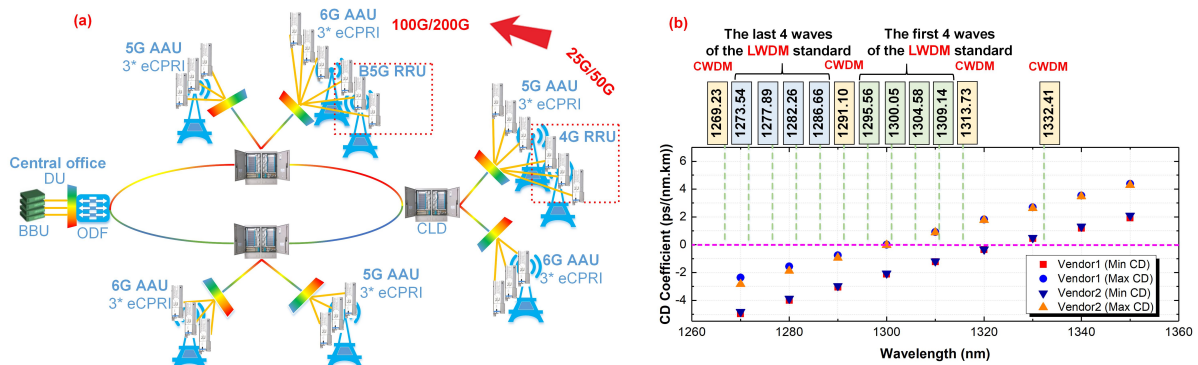 (a)
6G AAU
3* eCPRI
100G/200G
5G AAU
3* eCPRI
B5G RRU
25G/50G
5G AAU
3* eCPRI
4G RRU
Central office
DU
BBU
ODF
CLD
6G AAU
3* eCPRI
5G AAU
3* eCPRI
6G AAU
3* eCPRI
(b)
The last 4 waves
of the LWDM standard
The first 4 waves
of the LWDM standard
CWDM
CWDM
CWDM
CWDM
1269.23
1273.54
1277.89
1282.26
1286.66
1291.10
1295.56
1300.05
1304.58
1309.14
1313.73
1332.41
CD Coefficient (ps/(nm.km))
6
4
2
0
-2
-4
Vendor1 (Min CD)
Vendor1 (Max CD)
Vendor2 (Min CD)
Vendor2 (Max CD)
1260
1280
1300
1320
1340
1360
Wavelength (nm)